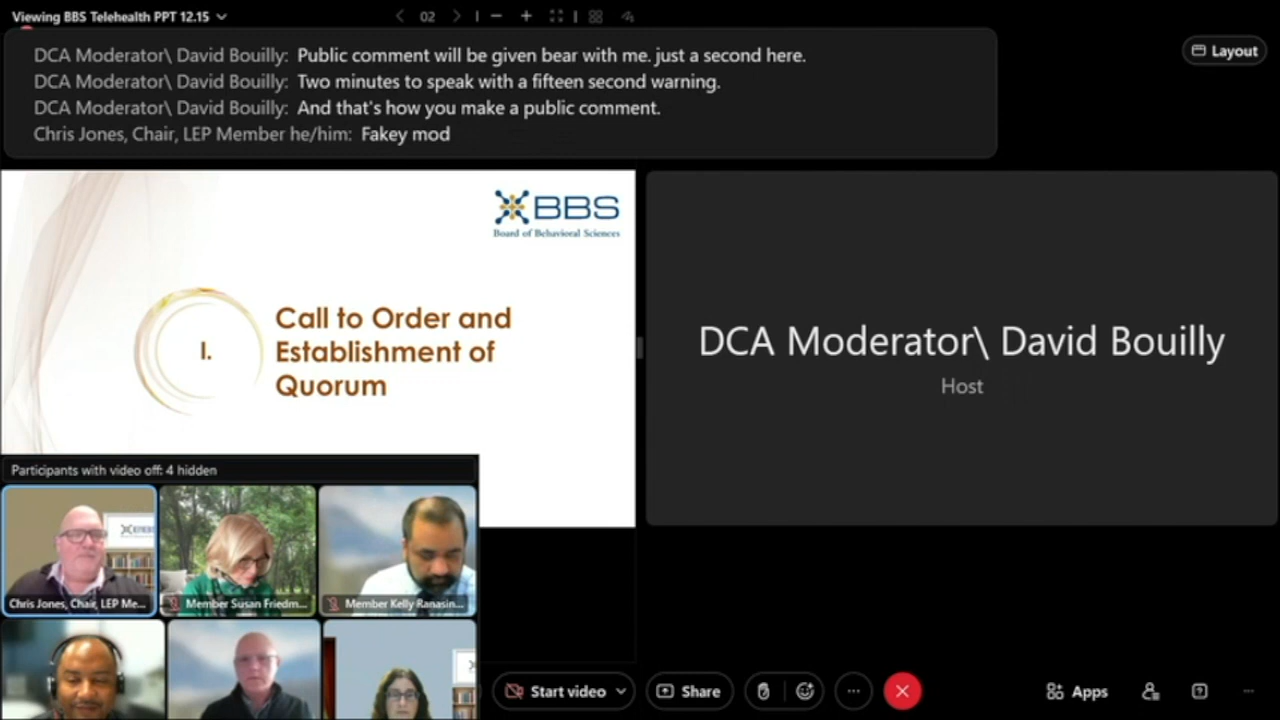 Viewing BBS Telehealth PPT 12.15
02
DCA Moderator\ David Bouilly: Public comment will be given bear with me. just a second here.
DCA Moderator\ David Bouilly: Two minutes to speak with a fifteen second warning.
DCA Moderator\ David Bouilly: And that's how you make a public comment.
Chris Jones, Chair, LEP Member he/him: Fakey mod
Layout
BBS
Board of Behavioral Sciences
I.
Call to Order and
Establishment of
Quorum
DCA Moderator\ David Bouilly
Host
Participants with video off: 4 hidden
Chris Jones, Chair, LEP Me...
Member Susan Friedm...
Member Kelly Ranasin...
Start video
Share
Apps